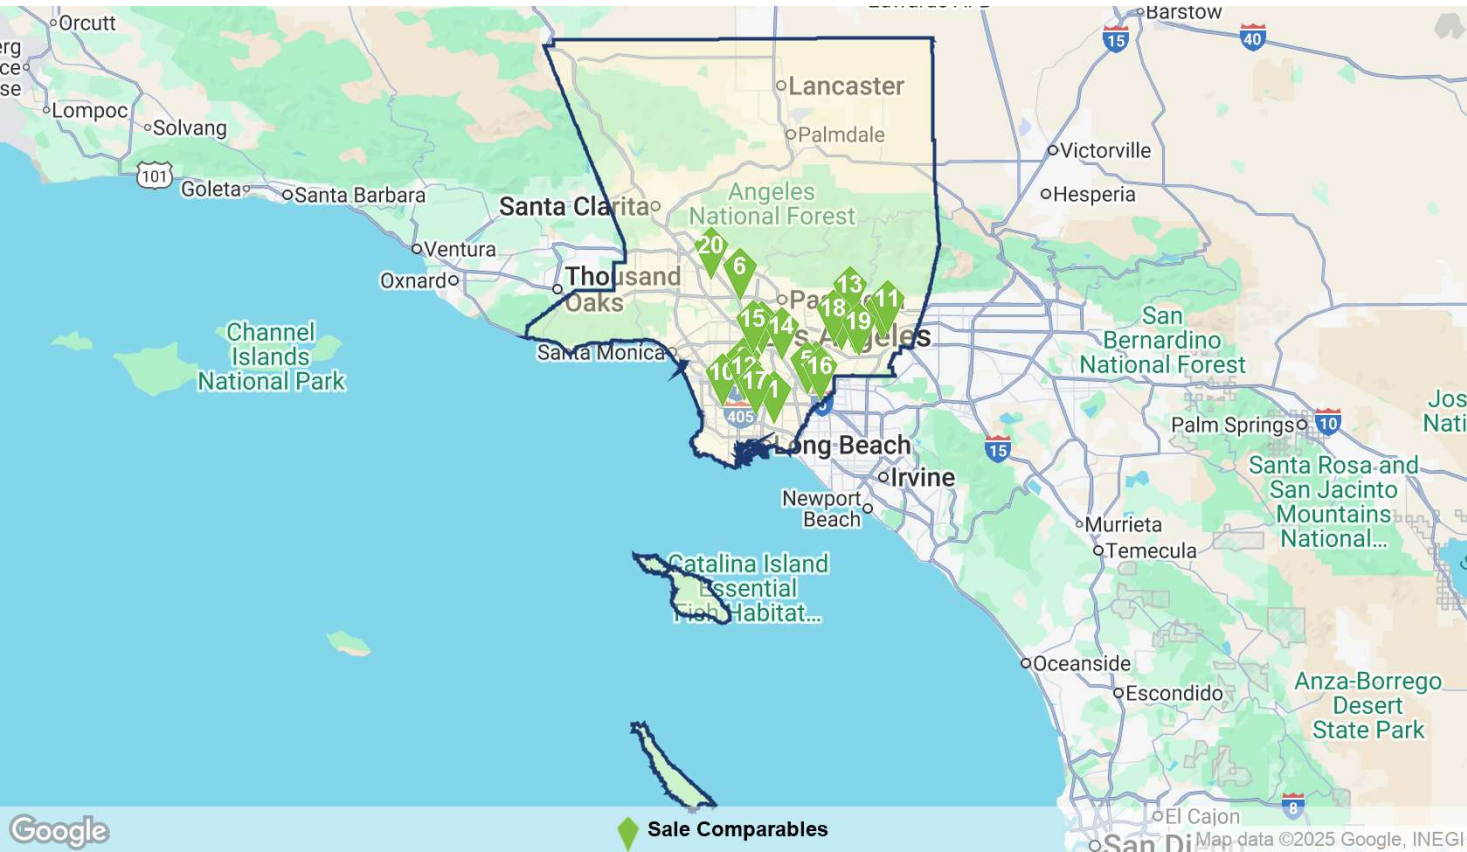 Orcutt
Barstow
15
40
Lompoc
Solvang
Lancaster
Palmdale
Victorville
101
Goleta
Santa Barbara
Hesperia
Angeles
National Forest
Santa Clarita
Ventura
Oxnard
Thousand
Oaks
20
6
13
18
11
19
15
14
Channel
Islands
National Park
Santa Monica
San
Bernardino
National Forest
10
12
5
16
17
1
405
Long Beach
Palm Springs
10
15
Irvine
Newport
Beach
Santa Rosa and
San Jacinto
Mountains
National...
Murrieta
Temecula
Catalina Island
Essential
Fish Habitat...
Oceanside
Escondido
Anza-Borrego
Desert
State Park
8
El Cajon
Google
Sale Comparables
Map data ©2025 Google, INEGI